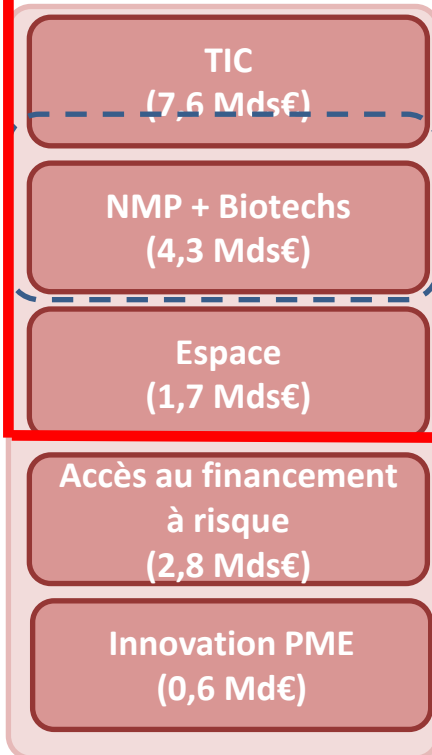 TIC
(7,6 Mds€)
NMP + Biotechs
(4,3 Mds€)
Espace
(1,7 Mds€)
Accès au financement
à risque
(2,8 Mds€)
Innovation PME
(0,6 Md€)